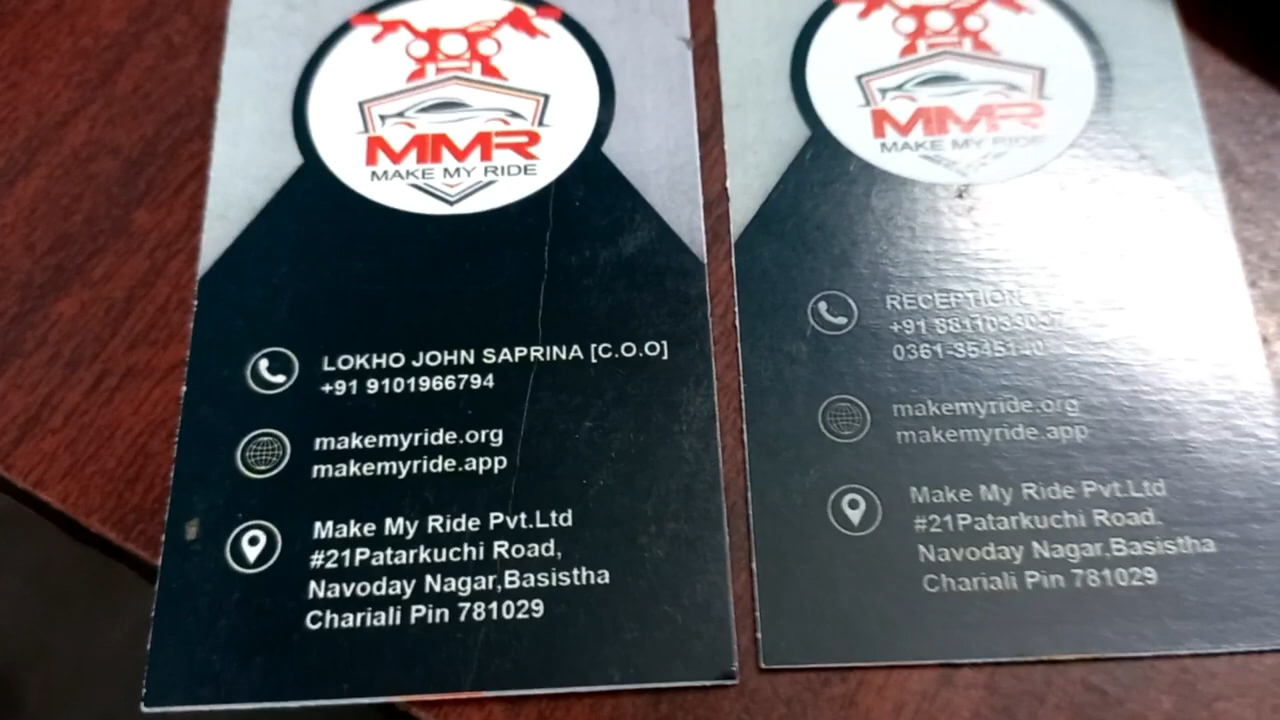 MMR
MAKE MY RIDE
LOKHO JOHN SAPRINA [C.O.O]
+91 9101966794
makemyride.org
makemyride.app
Make My Ride Pvt.Ltd
#21Patarkuchi Road,
Navoday Nagar,Basistha
Chariali Pin 781029
MMR
MAKE MY RIDE
RECEPTION
+91
makemyride.org
makemyride.app
Make My Ride Pvt.Ltd
#21Patarkuchi Road.
Navoday Nagar,Basistha
Chariali Pin 781029